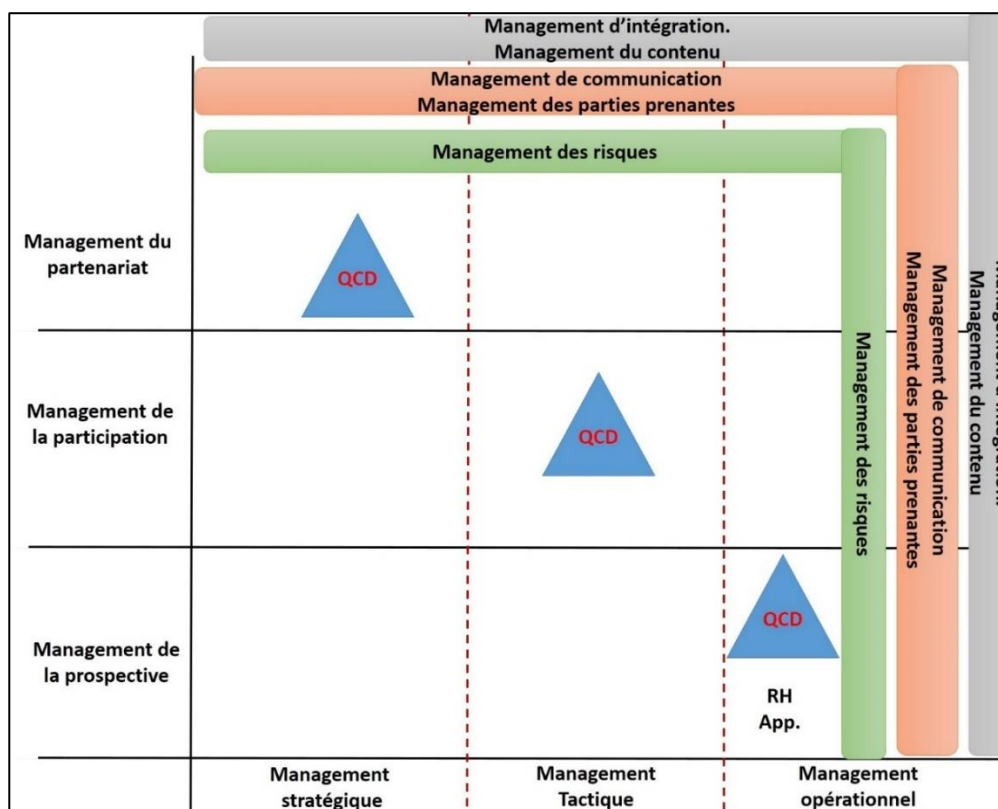 Management d'intégration.
Management du contenu
Management de communication
Management des parties prenantes
Management des risques
Management du
partenariat
QCD
Management de
la participation
QCD
Management de
la prospective
QCD
RH
App.
Management des risques
Management de communication
Management des parties prenantes
Management du contenu
Management
stratégique
Management
Tactique
Management
opérationnel